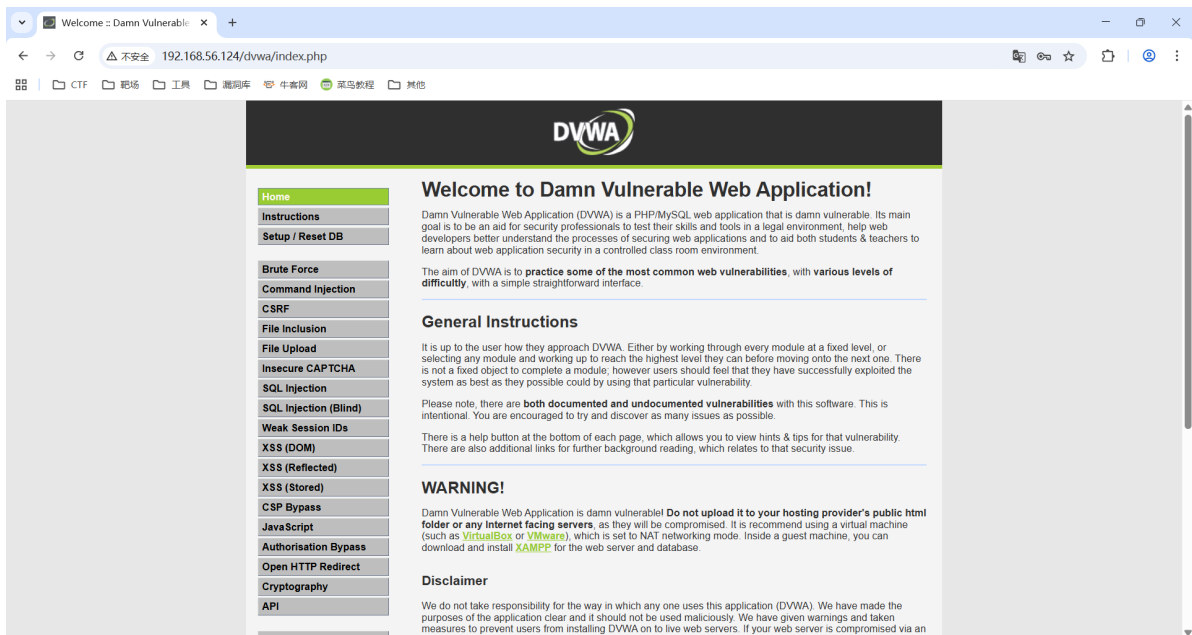 Welcome :: Damn Vulnerable
不安全 192.168.56.124/dvwa/index.php
CTF 靶场 工具 漏洞库 牛客网 菜鸟教程 其他
DVWA
Home
Instructions
Setup / Reset DB
Brute Force
Command Injection
CSRF
File Inclusion
File Upload
Insecure CAPTCHA
SQL Injection
SQL Injection (Blind)
Weak Session IDs
XSS (DOM)
XSS (Reflected)
XSS (Stored)
CSP Bypass
JavaScript
Authorisation Bypass
Open HTTP Redirect
Cryptography
API
Welcome to Damn Vulnerable Web Application!
Damn Vulnerable Web Application (DVWA) is a PHP/MySQL web application that is damn vulnerable. Its main
goal is to be an aid for security professionals to test their skills and tools in a legal environment, help web
developers better understand the processes of securing web applications and to aid both students & teachers to
learn about web application security in a controlled class room environment.
The aim of DVWA is to practice some of the most common web vulnerabilities, with various levels of
difficultly, with a simple straightforward interface.
General Instructions
It is up to the user how they approach DVWA. Either by working through every module at a fixed level, or
selecting any module and working up to reach the highest level they can before moving onto the next one. There
is not a fixed object to complete a module; however users should feel that they have successfully exploited the
system as best as they possible could by using that particular vulnerability.
Please note, there are both documented and undocumented vulnerabilities with this software. This is
intentional. You are encouraged to try and discover as many issues as possible.
There is a help button at the bottom of each page, which allows you to view hints & tips for that vulnerability.
There are also additional links for further background reading, which relates to that security issue.
WARNING!
Damn Vulnerable Web Application is damn vulnerable! Do not upload it to your hosting provider's public html
folder or any Internet facing servers, as they will be compromised. It is recommend using a virtual machine
(such as VirtualBox or VMware), which is set to NAT networking mode. Inside a guest machine, you can
download and install XAMPP for the web server and database.
Disclaimer
We do not take responsibility for the way in which any one uses this application (DVWA). We have made the
purposes of the application clear and it should not be used maliciously. We have given warnings and taken
measures to prevent users from installing DVWA on to live web servers. If your web server is compromised via an